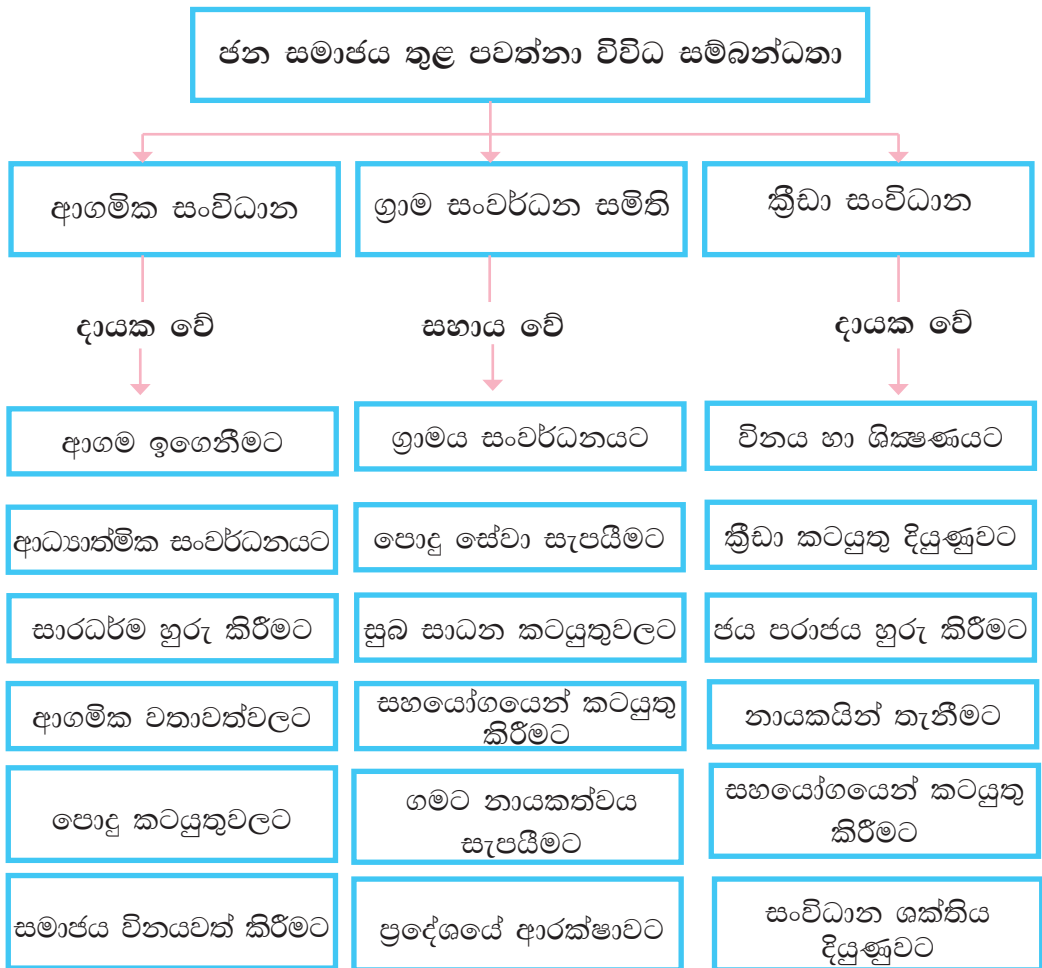 ජන සමාජය තුළ පවත්නා විවිධ සම්බන්ධතා
ආගමික සංවිධාන
ග්‍රාම සංවර්ධන සමිති
ක්‍රීඩා සංවිධාන
දායක වේ
සහාය වේ
දායක වේ
ආගම ඉගෙනීමට
ග්‍රාමය සංවර්ධනයට
විනය හා ශික්‍ෂණයට
ආධ්‍යාත්මික සංවර්ධනයට
පොදු සේවා සැපයීමට
ක්‍රීඩා කටයුතු දියුණුවට
සාරධර්ම හුරු කිරීමට
සුබ සාධන කටයුතුවලට
ජය පරාජය හුරු කිරීමට
ආගමික වතාවත්වලට
සහයෝගයෙන් කටයුතු
කිරීමට
නායකයින් තැනීමට
පොදු කටයුතුවලට
ගමට නායකත්වය
සැපයීමට
සහයෝගයෙන් කටයුතු
කිරීමට
සමාජය විනයවත් කිරීමට
ප්‍රදේශයේ ආරක්ෂාවට
සංවිධාන ශක්තිය
දියුණුවට